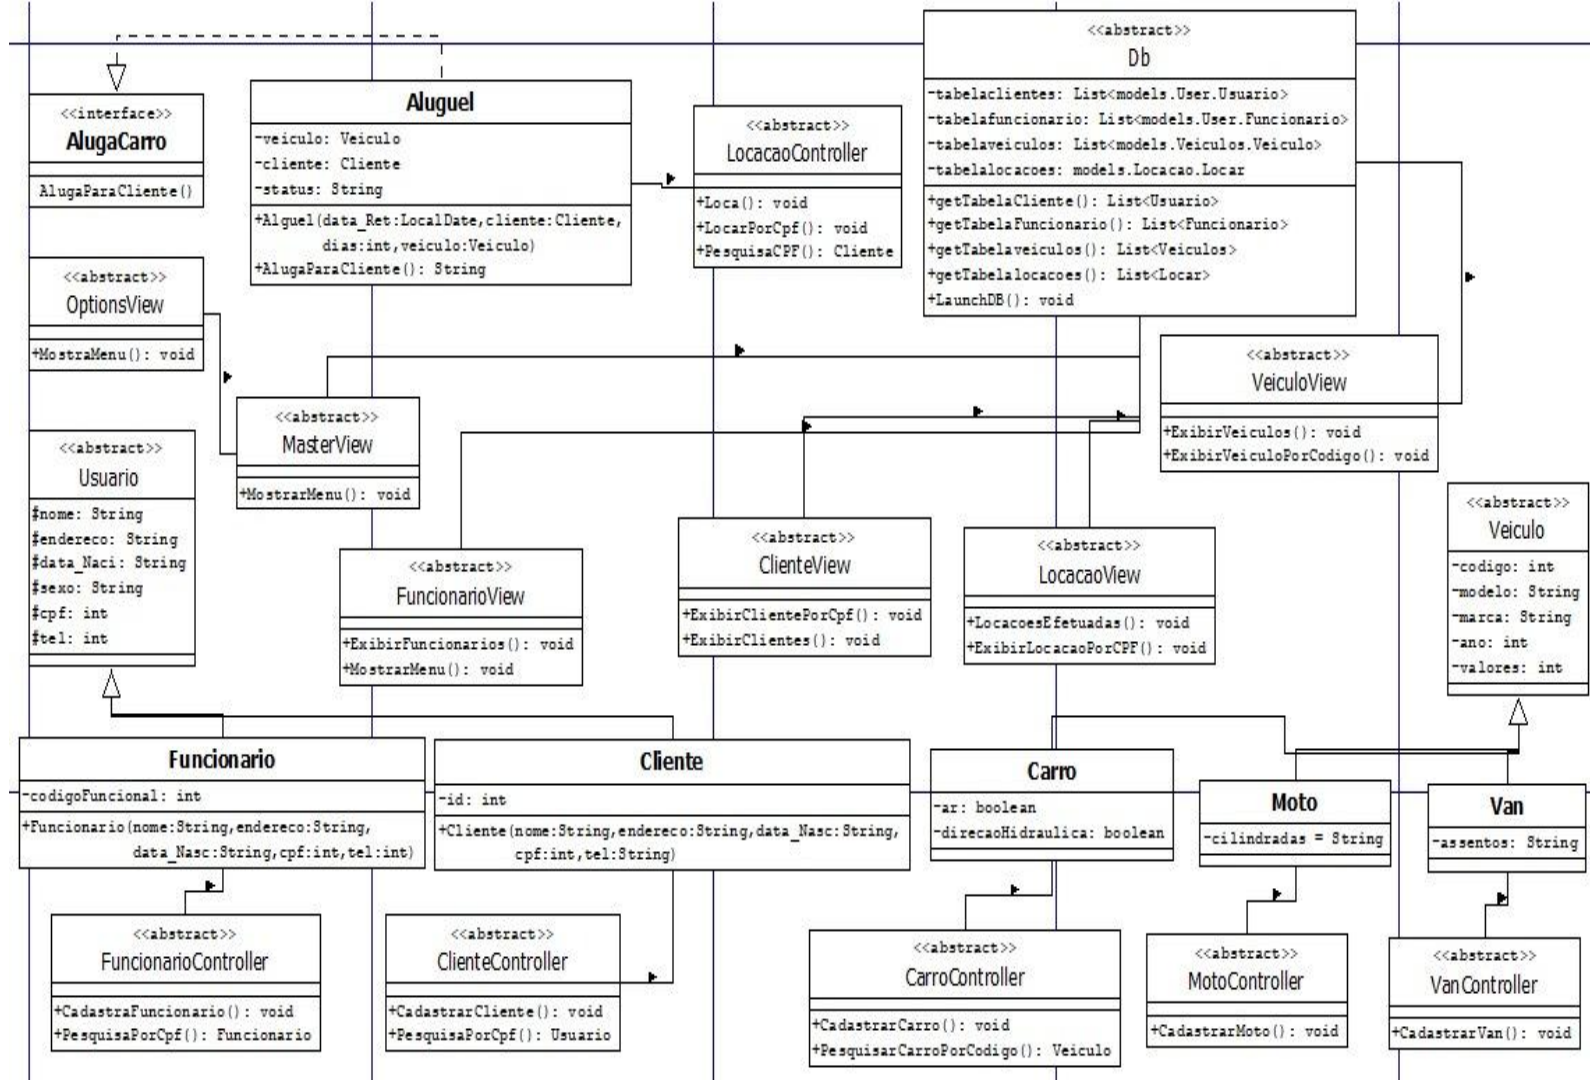 <<interface>>
AlugaCarro
AlugaParaCliente()
Aluguel
-veiculo: Veiculo
-cliente: Cliente
-status: String
+Alguel(data_Ret:LocalDate,cliente:Cliente,
dias:int,veiculo:Veiculo)
+AlugaParaCliente(): String
<<abstract>>
LocacaoController
+Loca(): void
+LocarPorCpf(): void
+PesquisaCPF(): Cliente
<<abstract>>
Db
-tabelaclientes: List<models.User.Usuario>
-tabelafuncionario: List<models.User.Funcionario>
-tabelaveiculos: List<models.Veiculos.Veiculo>
-tabelalocacoes: models.Locacao.Locar
+getTabelaCliente(): List<Usuario>
+getTabelaFuncionario(): List<Funcionario>
+getTabelaveiculos(): List<Veiculos>
+getTabelalocacoes(): List<Locar>
+LaunchDB(): void
<<abstract>>
OptionsView
+MostraMenu(): void
<<abstract>>
MasterView
+MostrarMenu(): void
<<abstract>>
VeiculoView
+ExibirVeiculos(): void
+ExibirVeiculoPorCodigo(): void
<<abstract>>
Usuario
#nome: String
#endereco: String
#data_Naci: String
#sexo: String
#cpf: int
#tel: int
<<abstract>>
FuncionarioView
+ExibirFuncionarios(): void
+MostrarMenu(): void
<<abstract>>
ClienteView
+ExibirClientePorCpf(): void
+ExibirClientes(): void
<<abstract>>
LocacaoView
+LocacoesEfetuadas(): void
+ExibirLocacaoPorCPF(): void
<<abstract>>
Veiculo
-codigo: int
-modelo: String
-marca: String
-ano: int
-valores: int
Funcionario
-codigoFuncional: int
+Funcionario(nome:String,endereco:String,
data_Nasc:String,cpf:int,tel:int)
Cliente
-id: int
+Cliente(nome:String,endereco:String,data_Nasc:String,
cpf:int,tel:String)
Carro
-ar: boolean
-direcaoHidraulica: boolean
Moto
-cilindradas = String
Van
-assentos: String
<<abstract>>
FuncionarioController
+CadastraFuncionario(): void
+PesquisaPorCpf(): Funcionario
<<abstract>>
ClienteController
+CadastrarCliente(): void
+PesquisaPorCpf(): Usuario
<<abstract>>
CarroController
+CadastrarCarro(): void
+PesquisarCarroPorCodigo(): Veiculo
<<abstract>>
MotoController
+CadastrarMoto(): void
<<abstract>>
VanController
+CadastrarVan(): void